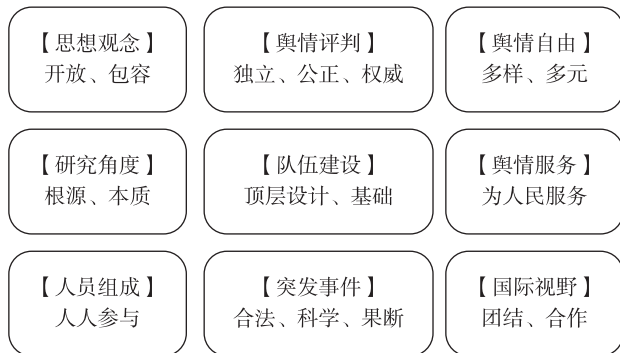 【思想观念】
开放、包容
【舆情评判】
独立、公正、权威
【舆情自由】
多样、多元
【研究角度】
根源、本质
【队伍建设】
顶层设计、基础
【舆情服务】
为人民服务
【人员组成】
人人参与
【突发事件】
合法、科学、果断
【国际视野】
团结、合作